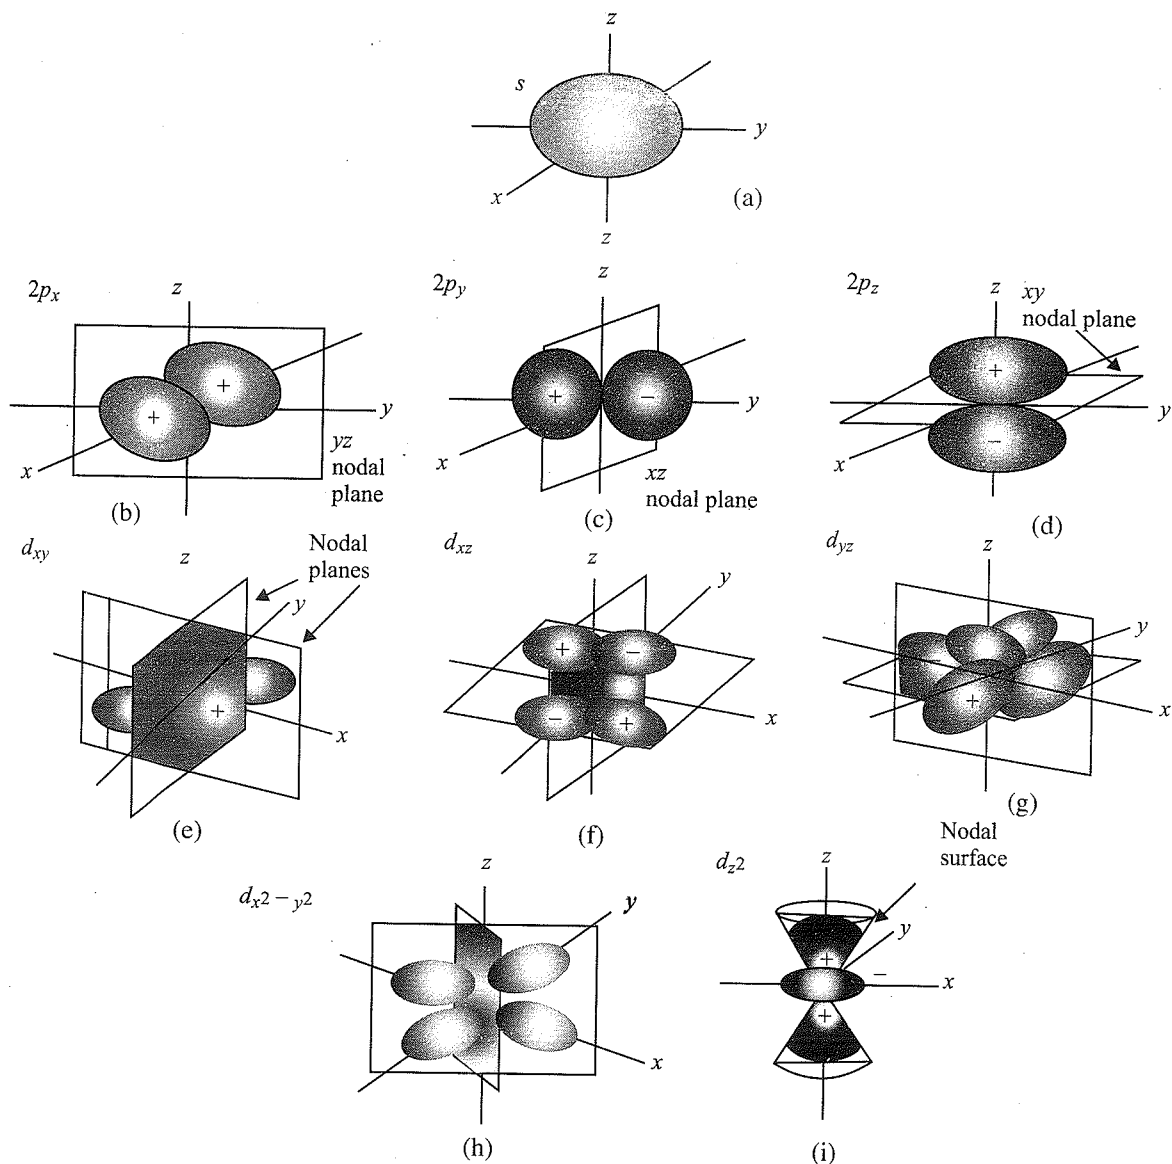 z
s
y
x
(a)
z
2px
z
+
+
y
x
yz
nodal
plane
(b)
2py
z
+
−
y
x
xz
nodal plane
(c)
2pz
z
xy
nodal plane
+
−
y
x
(d)
dxy
z
Nodal
planes
y
+
x
(e)
dxz
z
y
+
−
−
+
x
(f)
dyz
z
y
−
+
x
(g)
dx2 − y2
z
y
x
(h)
dz2
z
Nodal
surface
y
+
−
x
+
(i)